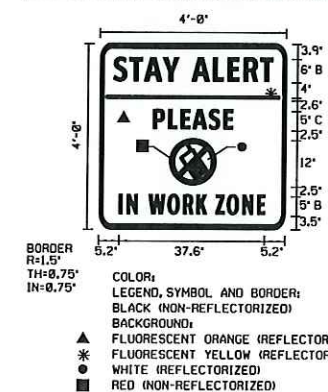 4'-0"
STAY ALERT
PLEASE
IN WORK ZONE
4'-0"
3.9"
6" B
4"
2.6"
5" C
2.5"
12"
2.5"
5" B
3.5"
5.2" 37.6" 5.2"
BORDER
R=1.5"
TH=0.75"
IN=0.75"
COLOR:
LEGEND, SYMBOL AND BORDER:
BLACK (NON-REFLECTORIZED)
BACKGROUND:
▲ FLUORESCENT ORANGE (REFLECTOR
✱ FLUORESCENT YELLOW (REFLECTOR
● WHITE (REFLECTORIZED)
■ RED (NON-REFLECTORIZED)